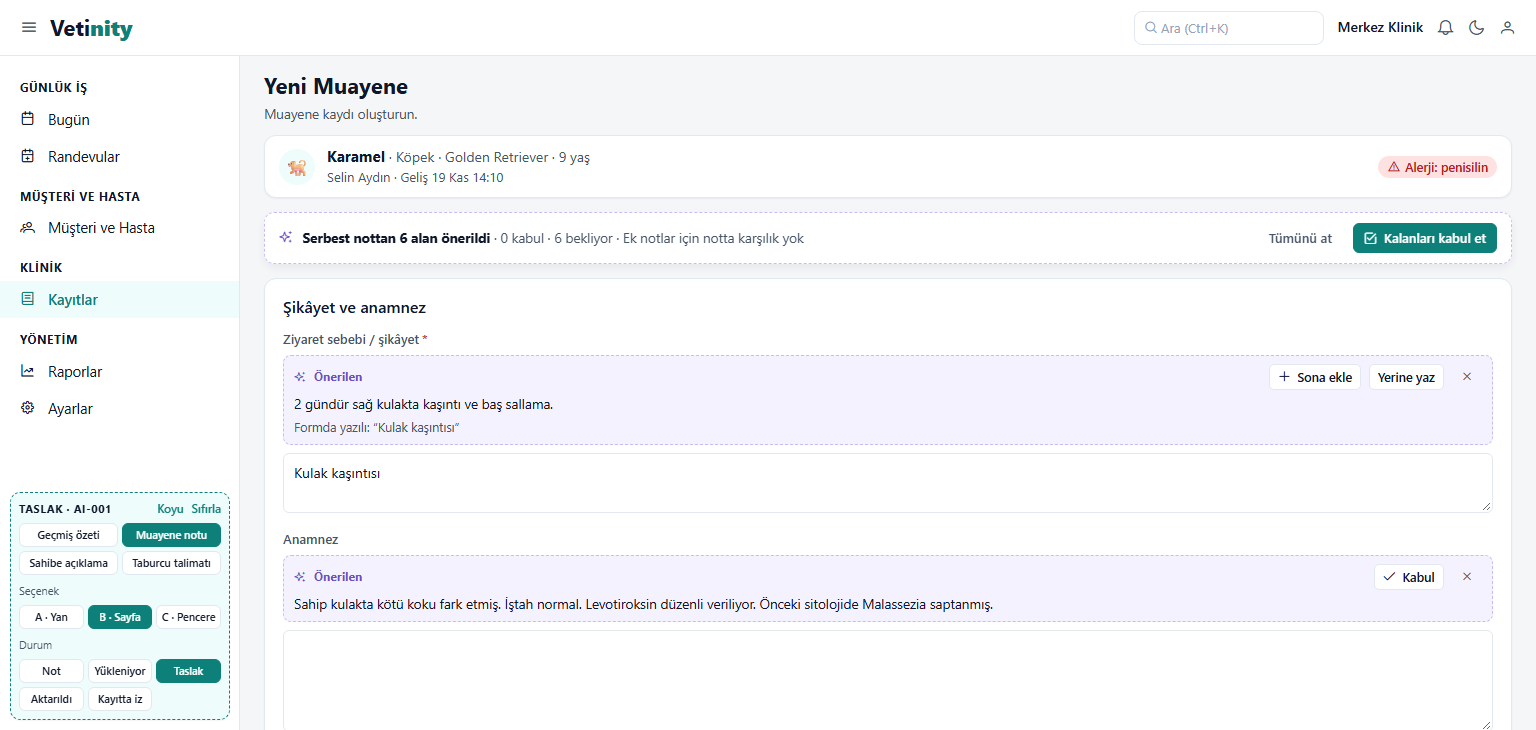 Vetinity
Ara (Ctrl+K)
Merkez Klinik
GÜNLÜK İŞ
Bugün
Randevular
MÜŞTERİ VE HASTA
Müşteri ve Hasta
KLİNİK
Kayıtlar
YÖNETİM
Raporlar
Ayarlar
TASLAK · AI-001 Koyu Sıfırla
Geçmiş özeti Muayene notu
Sahibe açıklama Taburcu talimatı
Seçenek
A · Yan B · Sayfa C · Pencere
Durum
Not Yükleniyor Taslak
Aktarıldı Kayıtta iz
Yeni Muayene
Muayene kaydı oluşturun.
Karamel · Köpek · Golden Retriever · 9 yaş
Selin Aydın · Geliş 19 Kas 14:10
Alerji: penisilin
Serbest nottan 6 alan önerildi · 0 kabul · 6 bekliyor · Ek notlar için notta karşılık yok
Tümünü at Kalanları kabul et
Şikâyet ve anamnez
Ziyaret sebebi / şikâyet *
Önerilen
Sona ekle Yerine yaz
2 gündür sağ kulakta kaşıntı ve baş sallama.
Formda yazılı: “Kulak kaşıntısı”
Kulak kaşıntısı
Anamnez
Önerilen
Kabul
Sahip kulakta kötü koku fark etmiş. İştah normal. Levotiroksin düzenli veriliyor. Önceki sitolojide Malassezia saptanmış.